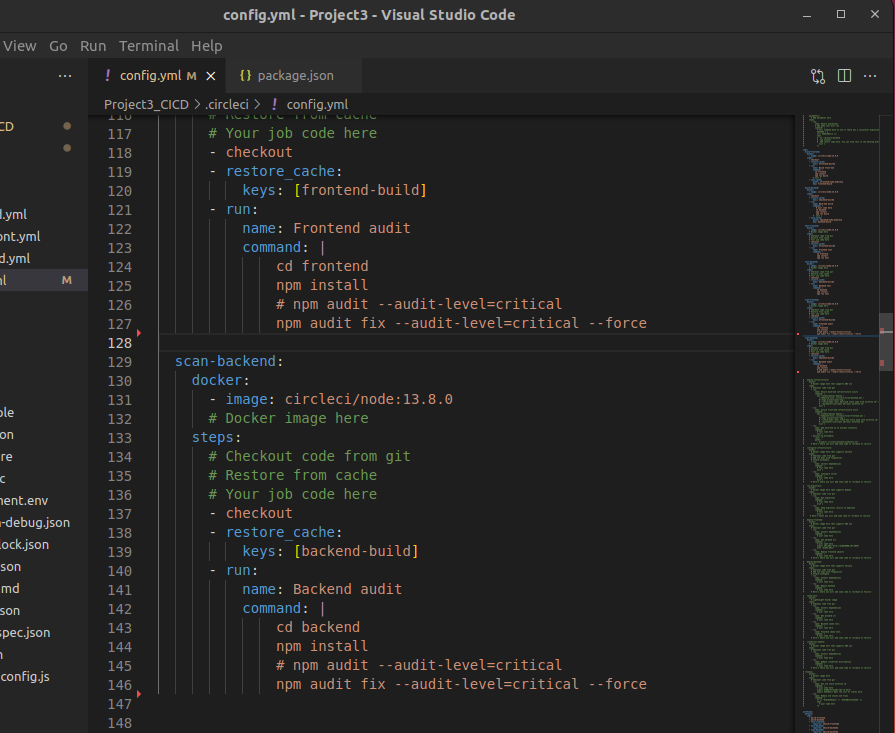 config.yml - Project3 - Visual Studio Code
View Go Run Terminal Help
... ! config.yml M × {} package.json ...
Project3_CICD > .circleci > ! config.yml
CD
d.yml
ont.yml
d.yml
ml M
ple
on
re
c
ment.env
n-debug.json
lock.json
son
md
son
spec.json
n
config.js
116 # Restore from cache
117 # Your job code here
118 - checkout
119 - restore_cache:
120 keys: [frontend-build]
121 - run:
122 name: Frontend audit
123 command: |
124 cd frontend
125 npm install
126 # npm audit --audit-level=critical
127 npm audit fix --audit-level=critical --force
128
129 scan-backend:
130 docker:
131 - image: circleci/node:13.8.0
132 # Docker image here
133 steps:
134 # Checkout code from git
135 # Restore from cache
136 # Your job code here
137 - checkout
138 - restore_cache:
139 keys: [backend-build]
140 - run:
141 name: Backend audit
142 command: |
143 cd backend
144 npm install
145 # npm audit --audit-level=critical
146 npm audit fix --audit-level=critical --force
147
148